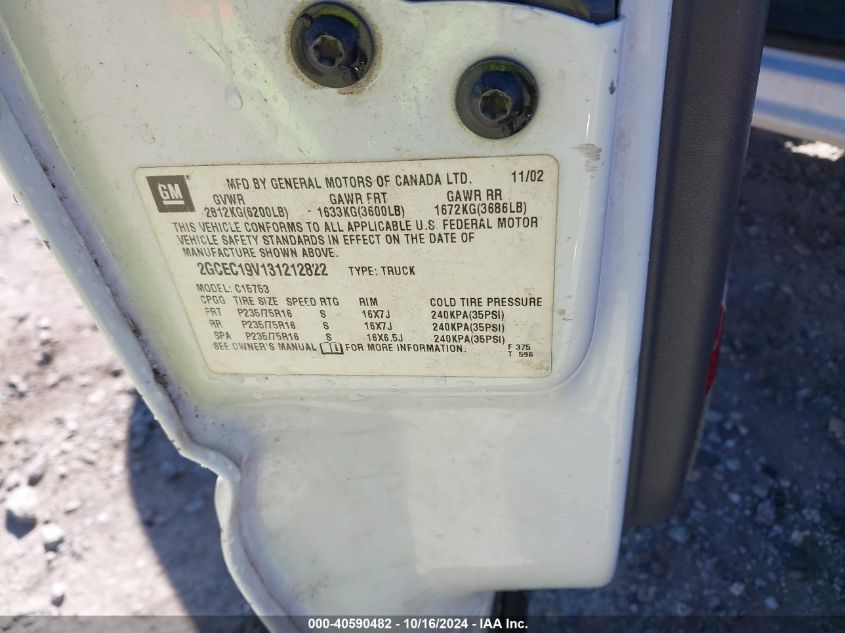 GM
MFD BY GENERAL MOTORS OF CANADA LTD. 11/02
GVWR GAWR FRT GAWR RR
2812KG(6200LB) 1633KG(3600LB) 1672KG(3686LB)
THIS VEHICLE CONFORMS TO ALL APPLICABLE U.S. FEDERAL MOTOR
VEHICLE SAFETY STANDARDS IN EFFECT ON THE DATE OF
MANUFACTURE SHOWN ABOVE.
2GCEC19V131212822 TYPE: TRUCK
MODEL: C15753
CPGG TIRE SIZE SPEED RTG RIM COLD TIRE PRESSURE
FRT P235/75R16 S 16X7J 240KPA(35PSI)
RR P235/75R16 S 16X7J 240KPA(35PSI)
SPA P235/75R16 S 16X6.5J 240KPA(35PSI)
SEE OWNER'S MANUAL FOR MORE INFORMATION. F 375
T 596
000-40590482 - 10/16/2024 - IAA Inc.